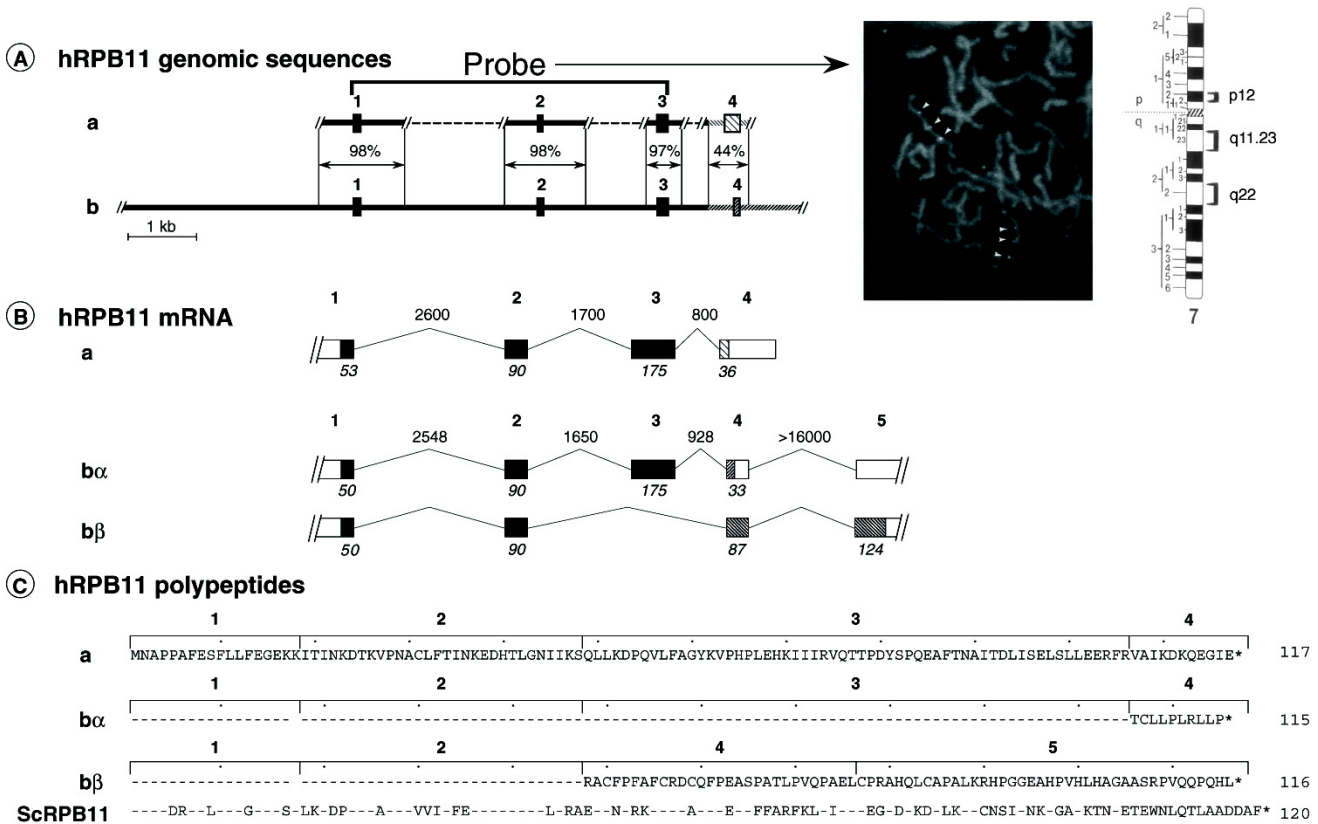 A hRPB11 genomic sequences
Probe
1 2 3 4
a
98% 98% 97% 44%
1 2 3 4
b
1 kb
p
q
p12
q11.23
q22
7
B hRPB11 mRNA
1 2 3 4
2600 1700 800
a
53 90 175 36
1 2 3 4 5
2548 1650 928 >16000
bα
50 90 175 33
bβ
50 90 87 124
C hRPB11 polypeptides
1 2 3 4
a MNAPPAFESFLLFEGEKKITINKDTKVPNACLFTINKEDHTLGNIIKSQLLKDPQVLFAGYKVPHPLEHKIIIRVQTTPDYSPQEAFTNAITDLISELSLLEERFRVAIKDKQEGIE* 117
1 2 3 4
bα TCLLPLRLLP* 115
1 2 4 5
bβ RACFPFAFCRDCQFPEASPATLPVQPAELCPRAHQLCAPALKRHPGGEAHPVHLHAGAASRPVQQPQHL* 116
ScRPB11 ----DR--L---G---S-LK-DP---A---VVI-FE--------L-RAE--N--RK----A---E--FFARFKL-I---EG-D-KD-LK--CNSI-NK-GA-KTN-ETEWNLQTLAADDAF* 120